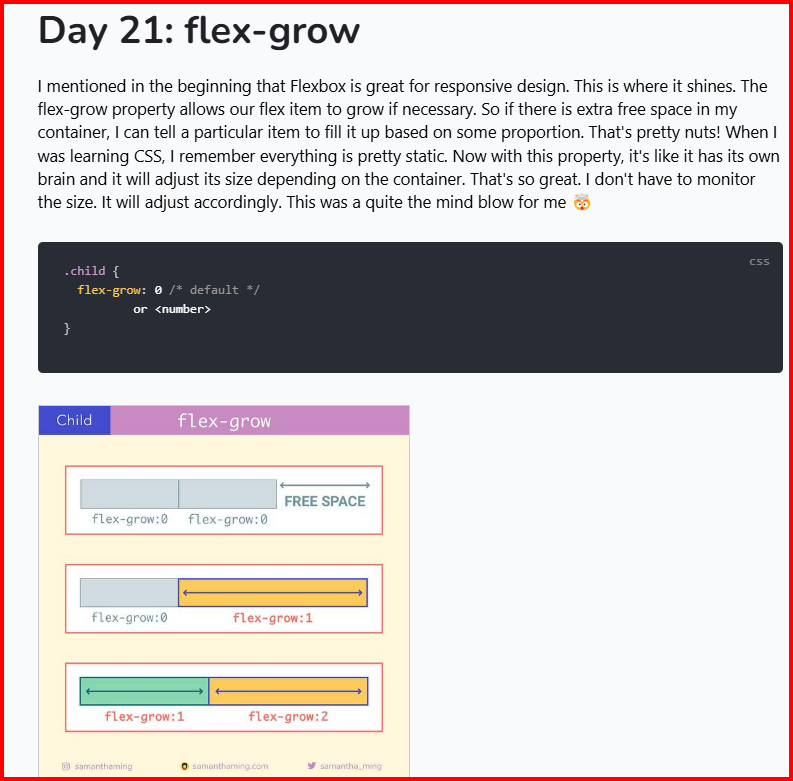 Day 21: flex-grow
I mentioned in the beginning that Flexbox is great for responsive design. This is where it shines. The
flex-grow property allows our flex item to grow if necessary. So if there is extra free space in my
container, I can tell a particular item to fill it up based on some proportion. That's pretty nuts! When I
was learning CSS, I remember everything is pretty static. Now with this property, it's like it has its own
brain and it will adjust its size depending on the container. That's so great. I don't have to monitor
the size. It will adjust accordingly. This was a quite the mind blow for me 🤯
css
.child {
flex-grow: 0 /* default */
or <number>
}
Child flex-grow
FREE SPACE
flex-grow:0 flex-grow:0
flex-grow:0 flex-grow:1
flex-grow:1 flex-grow:2
samanthaming samanthaming.com samantha_ming